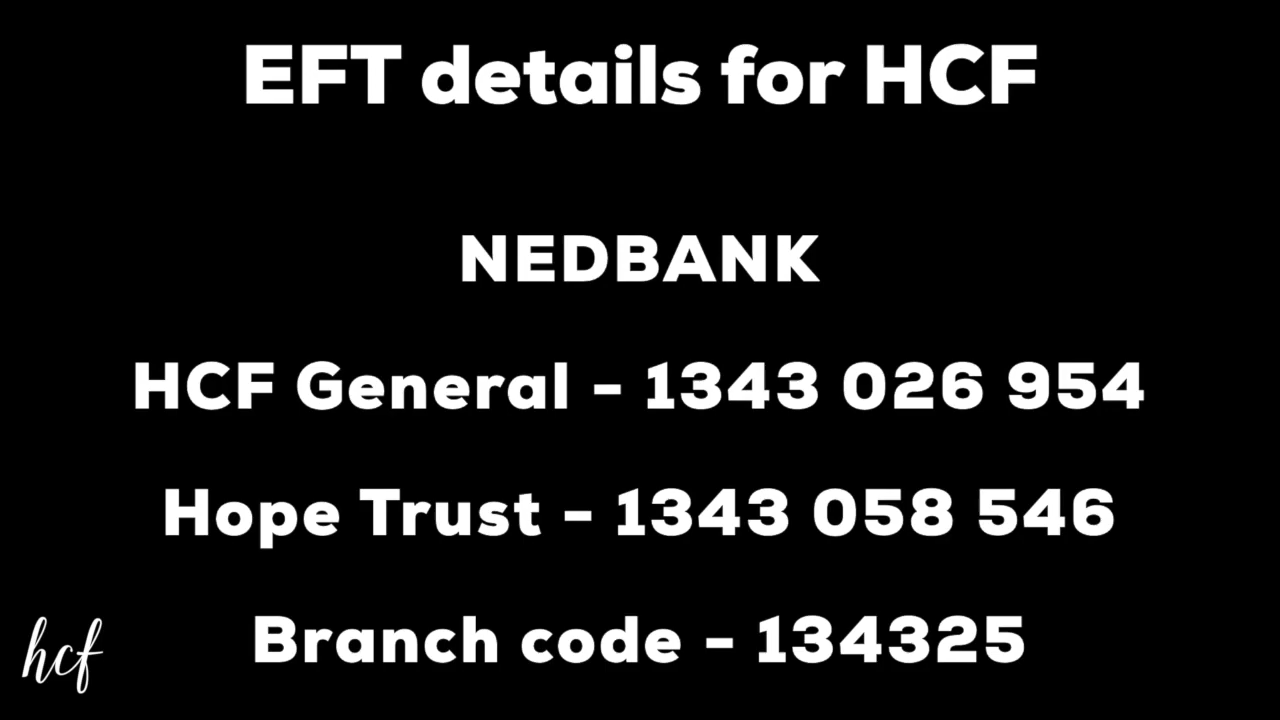 EFT details for HCF
NEDBANK
HCF General - 1343 026 954
Hope Trust - 1343 058 546
Branch code - 134325
hcf